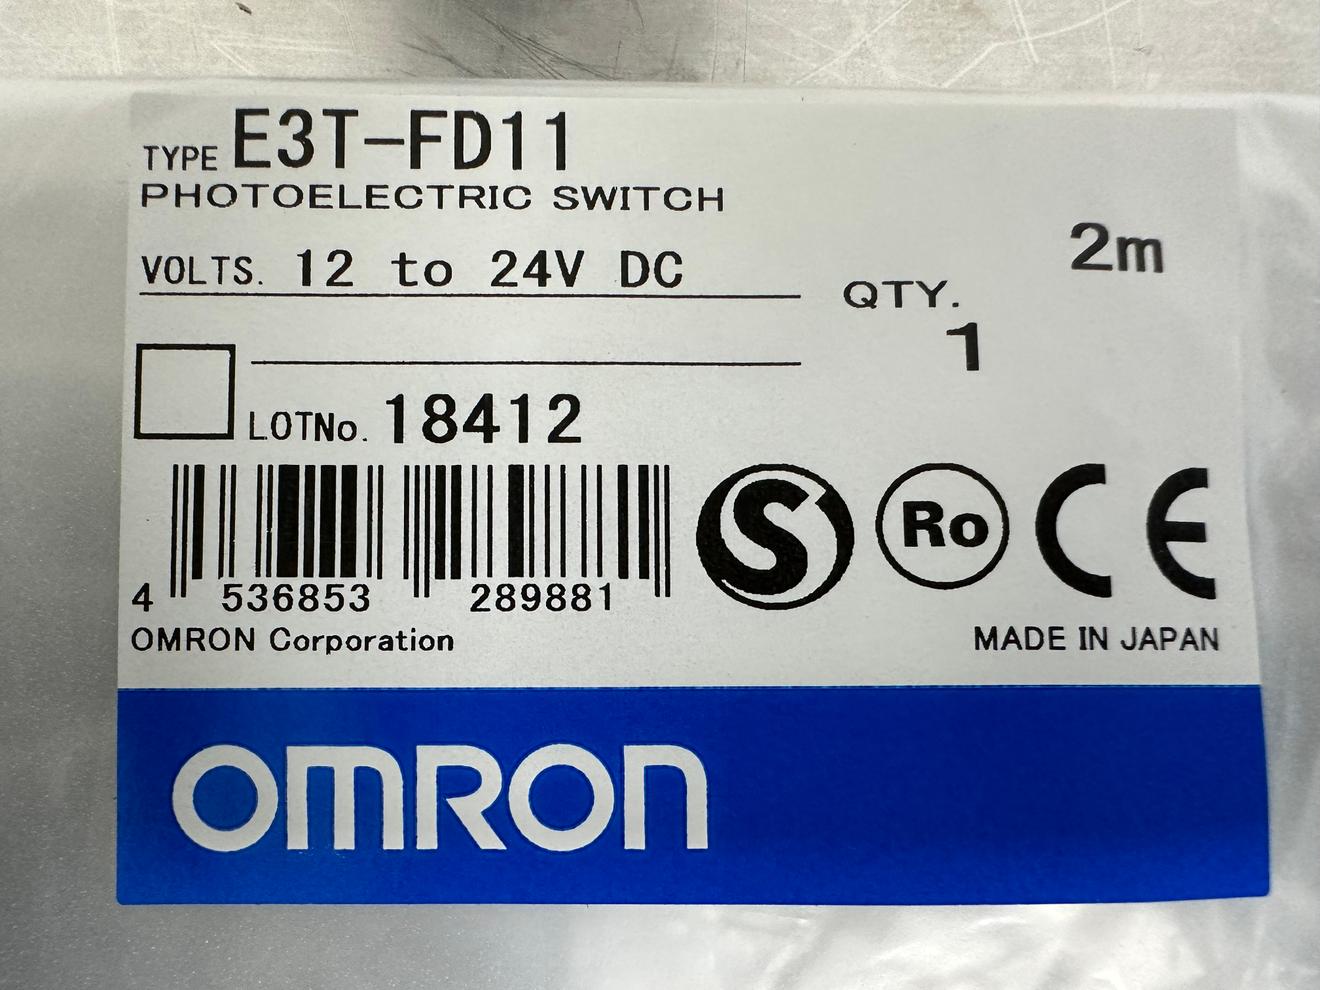 TYPE E3T-FD11
PHOTOELECTRIC SWITCH
VOLTS. 12 to 24V DC
2m
QTY.
1
LOTNo. 18412
S Ro CE
4 536853 289881
OMRON Corporation
MADE IN JAPAN
OMRON